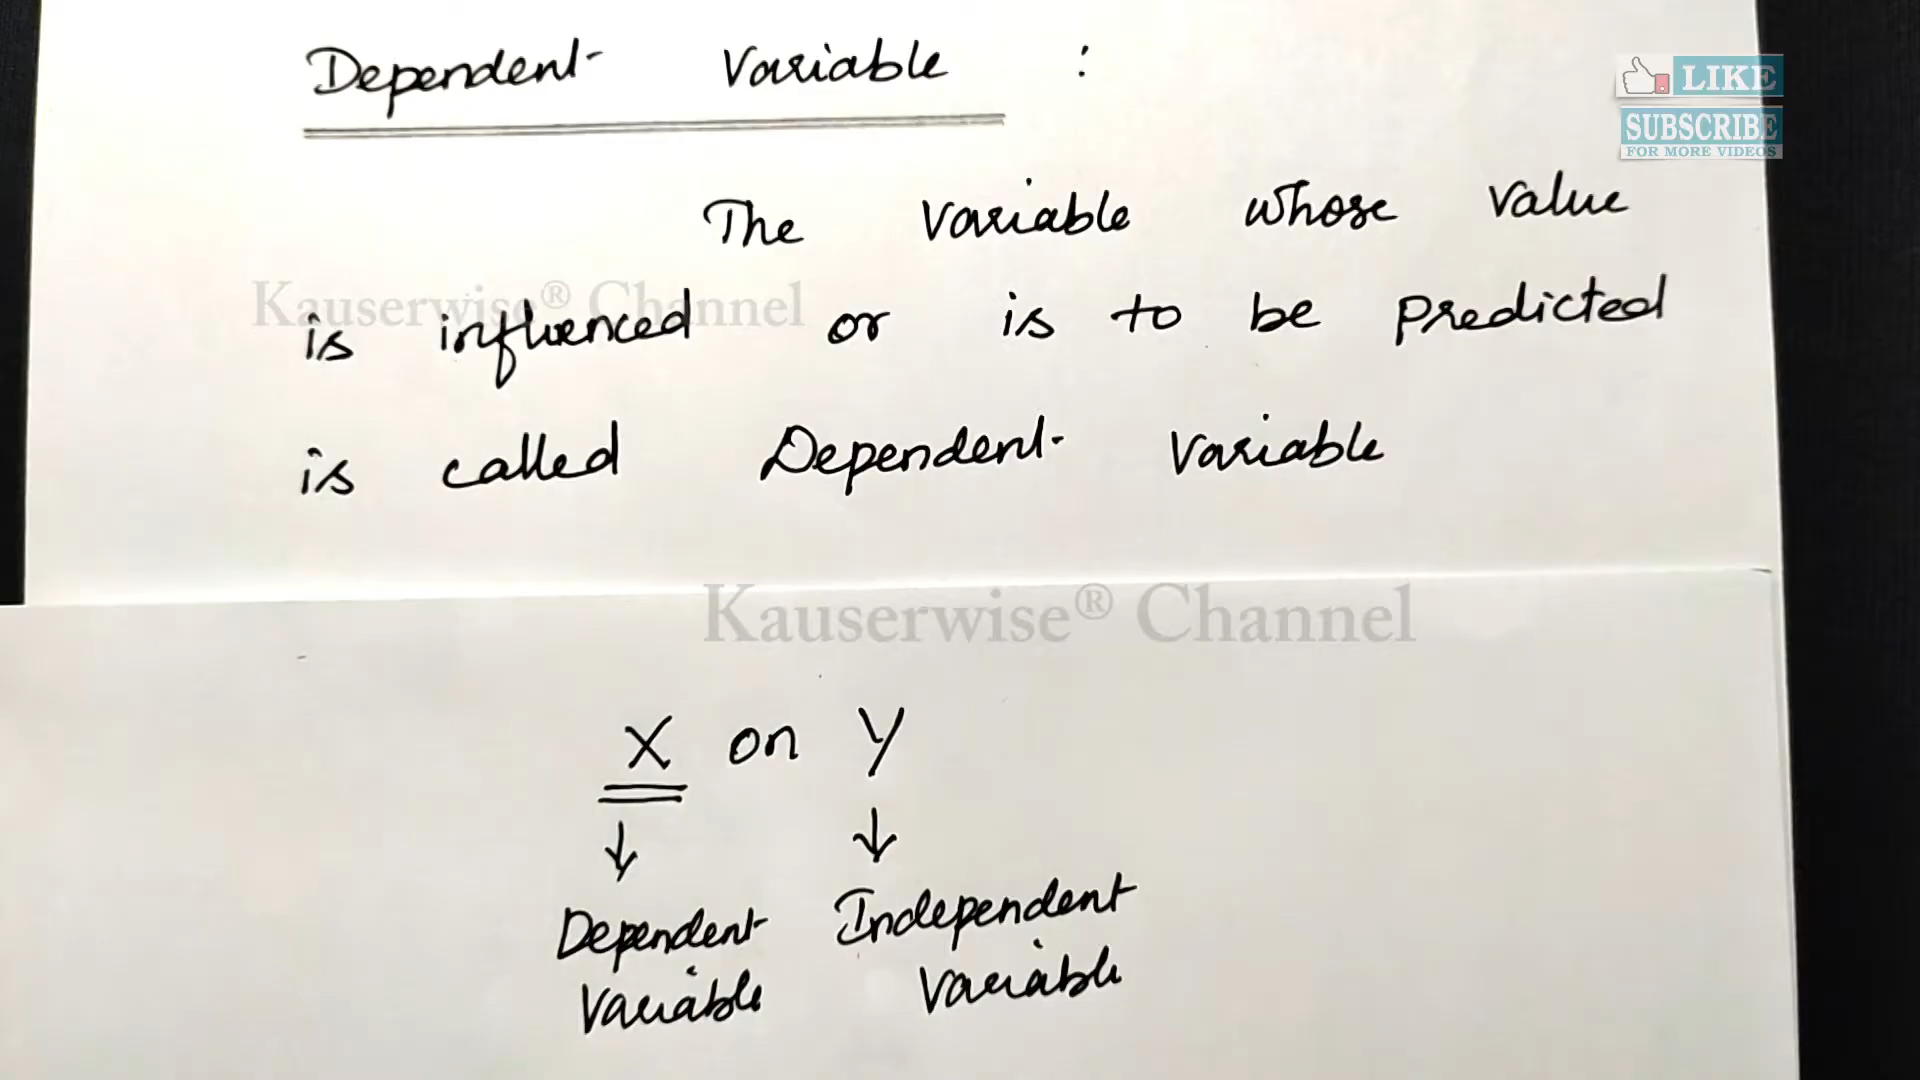 Dependent Variable :
LIKE
SUBSCRIBE
FOR MORE VIDEOS
The Variable whose value
Kauserwise® Channel
is influenced or is to be predicted
is called Dependent Variable
Kauserwise® Channel
X on Y
↓ ↓
Dependent Independent
Variable Variable